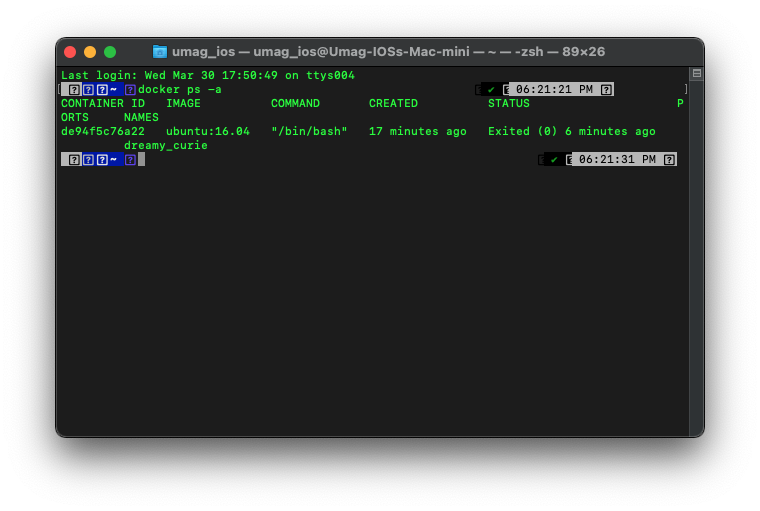 umag_ios — umag_ios@Umag-IOSs-Mac-mini — ~ — -zsh — 89×26
Last login: Wed Mar 30 17:50:49 on ttys004
[ ? ? ? ~ ? docker ps -a ? ✔ ? 06:21:21 PM ? ]
CONTAINER ID IMAGE COMMAND CREATED STATUS P
ORTS NAMES
de94f5c76a22 ubuntu:16.04 "/bin/bash" 17 minutes ago Exited (0) 6 minutes ago
dreamy_curie
? ? ? ~ ? ? ✔ ? 06:21:31 PM ?